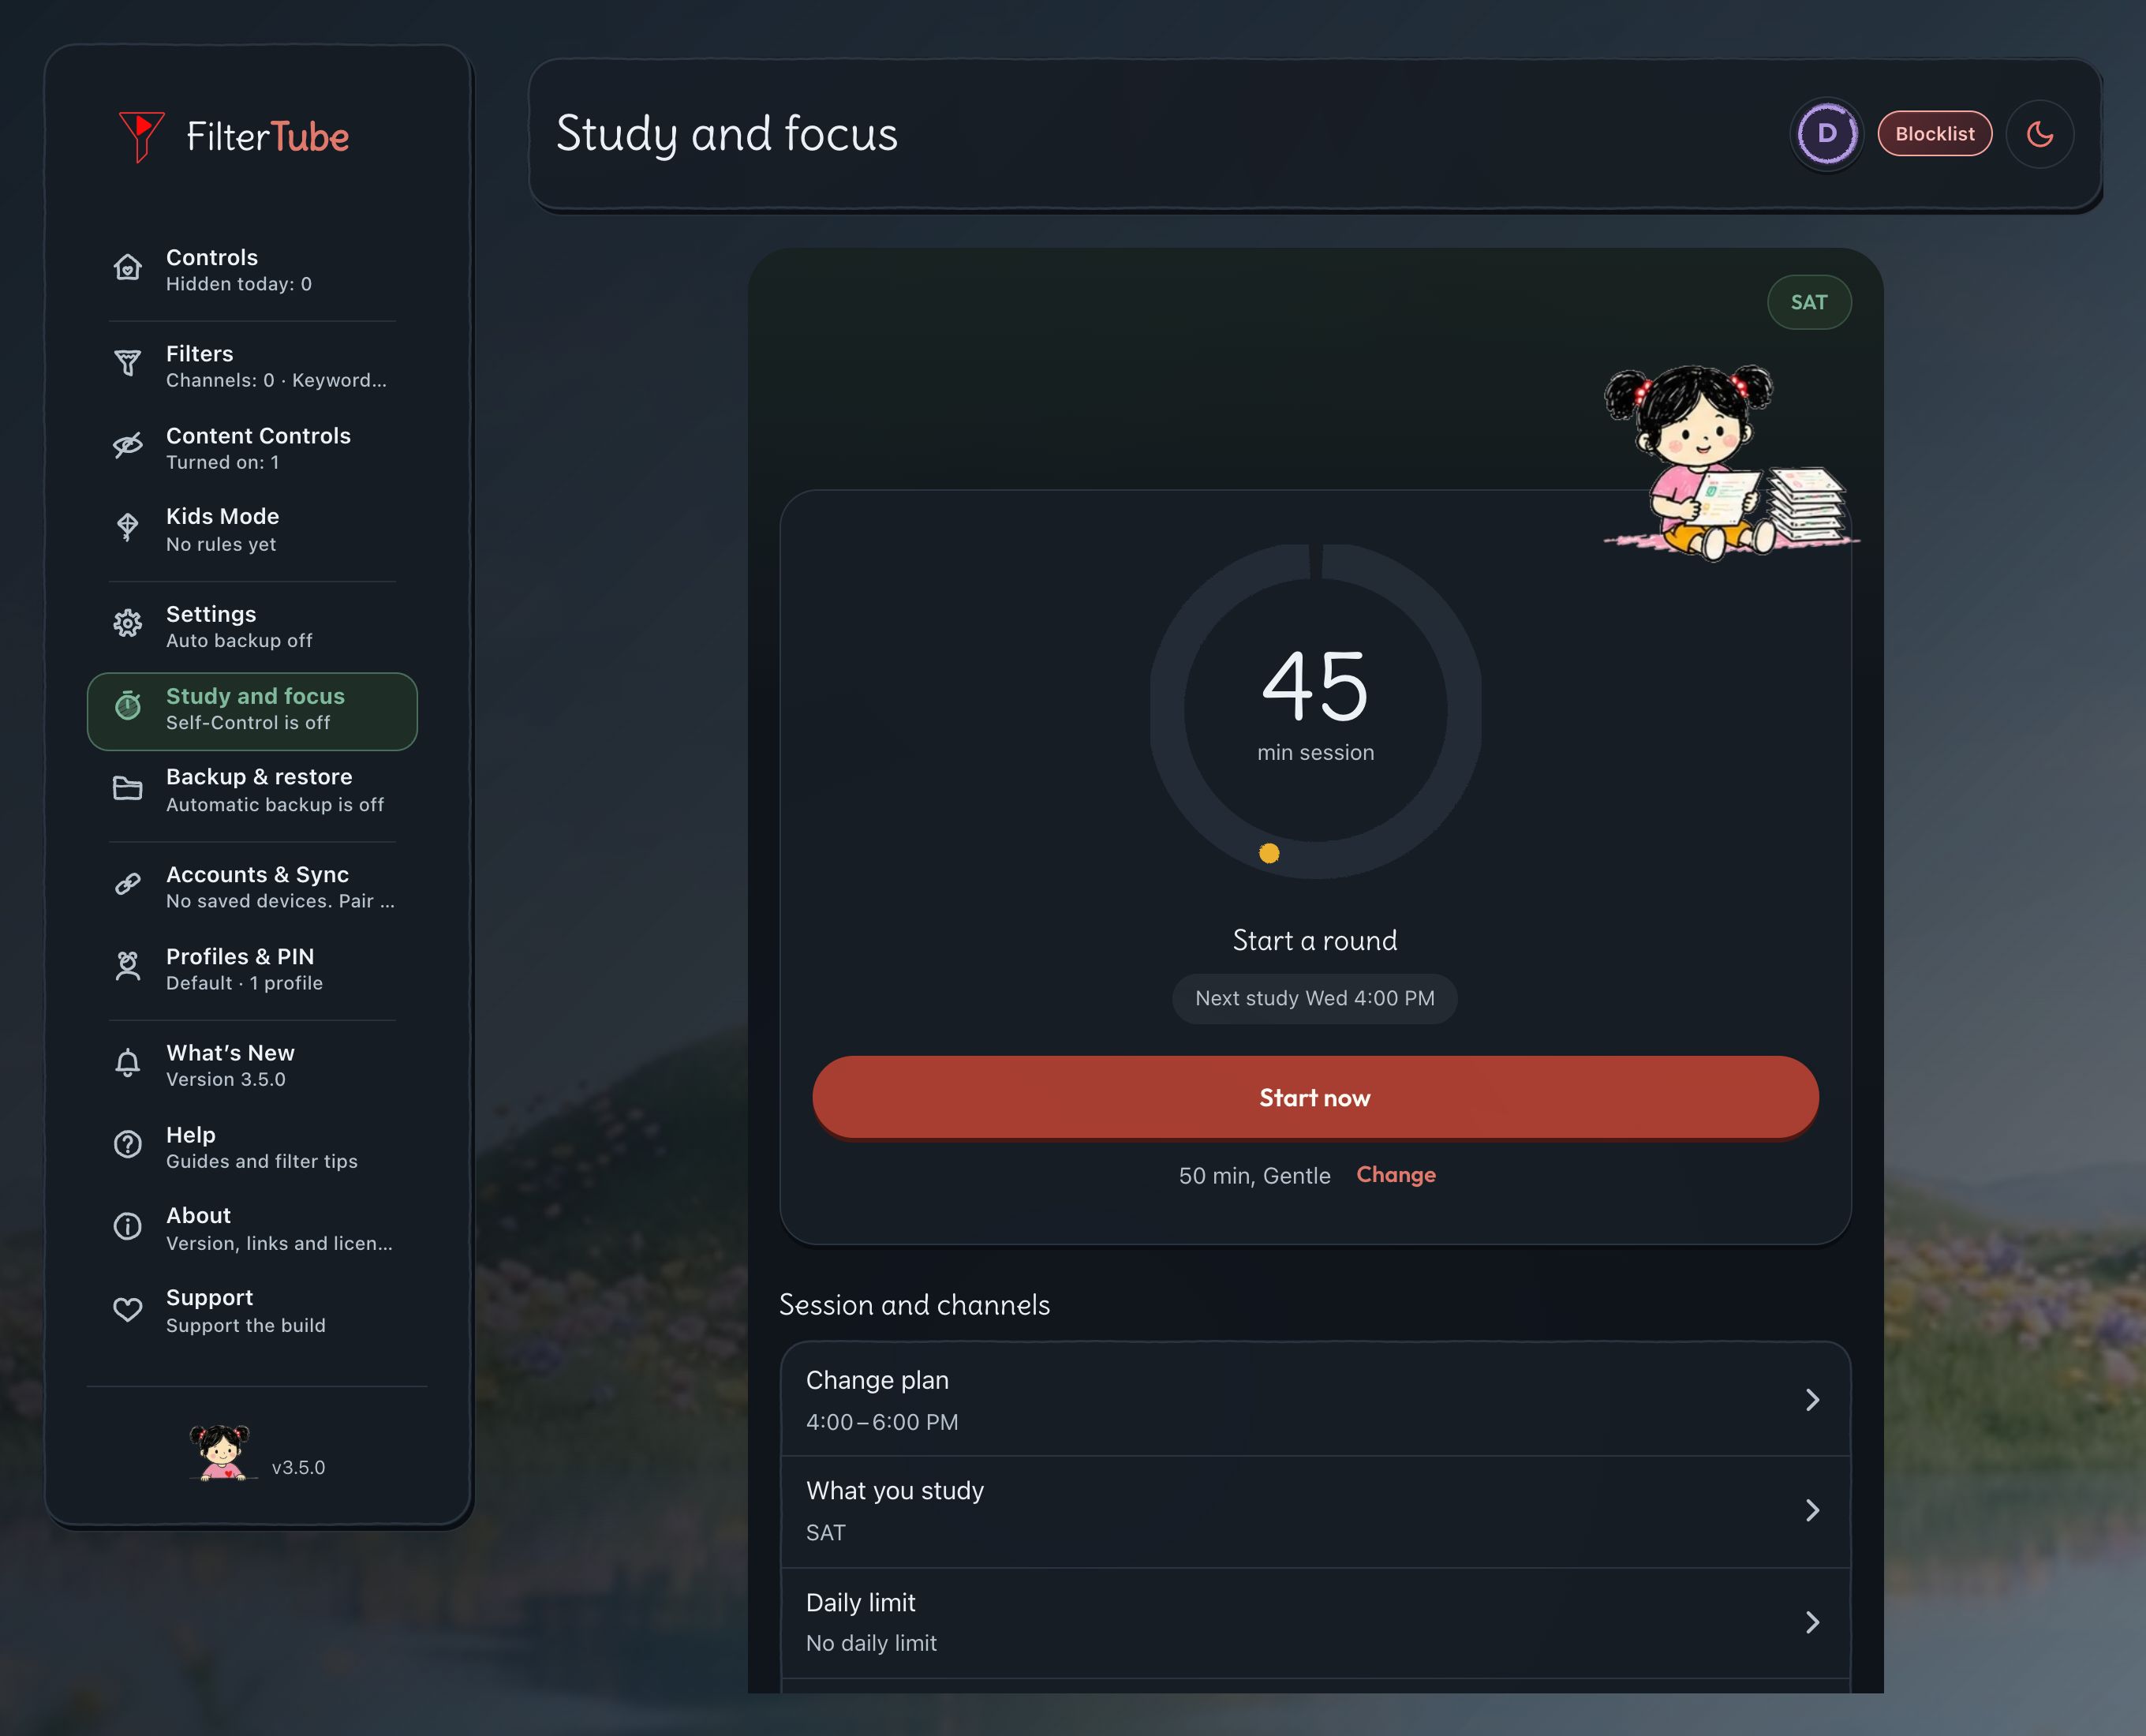 FilterTube
Controls
Hidden today: 0
Filters
Channels: 0 · Keyword...
Content Controls
Turned on: 1
Kids Mode
No rules yet
Settings
Auto backup off
Study and focus
Self-Control is off
Backup & restore
Automatic backup is off
Accounts & Sync
No saved devices. Pair ...
Profiles & PIN
Default · 1 profile
What's New
Version 3.5.0
Help
Guides and filter tips
About
Version, links and licen...
Support
Support the build
v3.5.0
Study and focus
D
Blocklist
SAT
45
min session
Start a round
Next study Wed 4:00 PM
Start now
50 min, Gentle Change
Session and channels
Change plan
4:00–6:00 PM
What you study
SAT
Daily limit
No daily limit